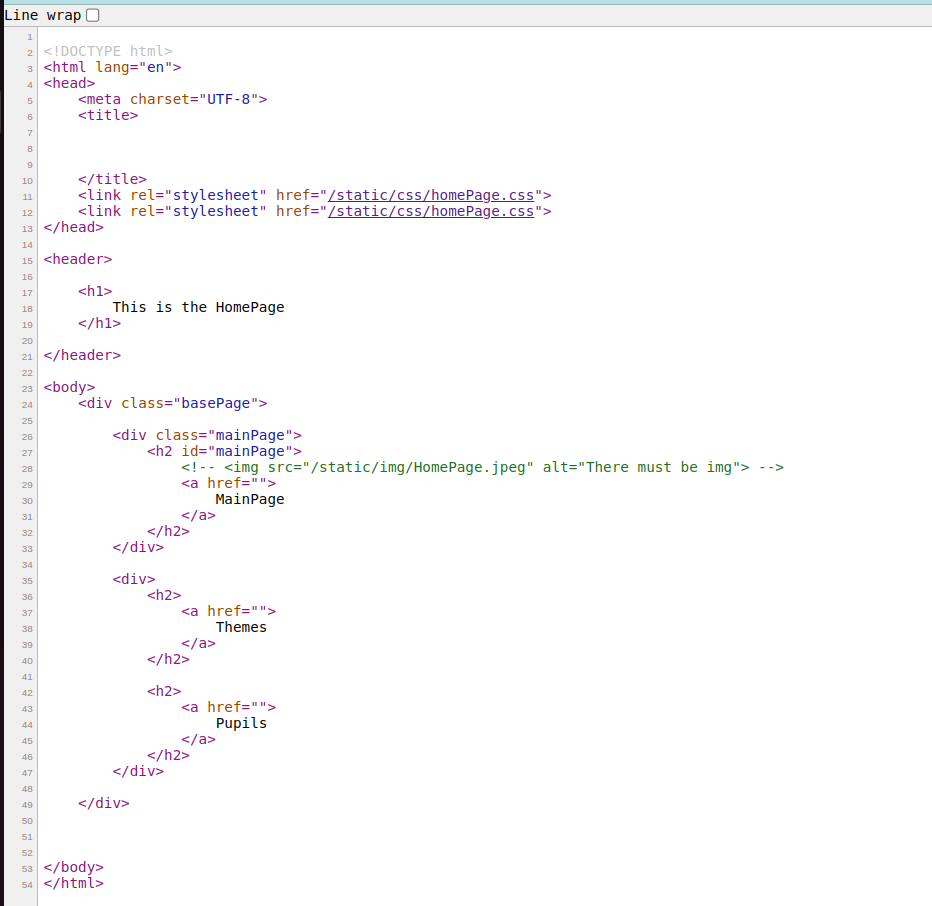 Line wrap
1
2 <!DOCTYPE html>
3 <html lang="en">
4 <head>
5     <meta charset="UTF-8">
6     <title>
7
8
9
10     </title>
11     <link rel="stylesheet" href="/static/css/homePage.css">
12     <link rel="stylesheet" href="/static/css/homePage.css">
13 </head>
14
15 <header>
16
17     <h1>
18         This is the HomePage
19     </h1>
20
21 </header>
22
23 <body>
24     <div class="basePage">
25
26         <div class="mainPage">
27             <h2 id="mainPage">
28                 <!-- <img src="/static/img/HomePage.jpeg" alt="There must be img"> -->
29                 <a href="">
30                     MainPage
31                 </a>
32             </h2>
33         </div>
34
35         <div>
36             <h2>
37                 <a href="">
38                     Themes
39                 </a>
40             </h2>
41
42             <h2>
43                 <a href="">
44                     Pupils
45                 </a>
46             </h2>
47         </div>
48
49     </div>
50
51
52
53 </body>
54 </html>